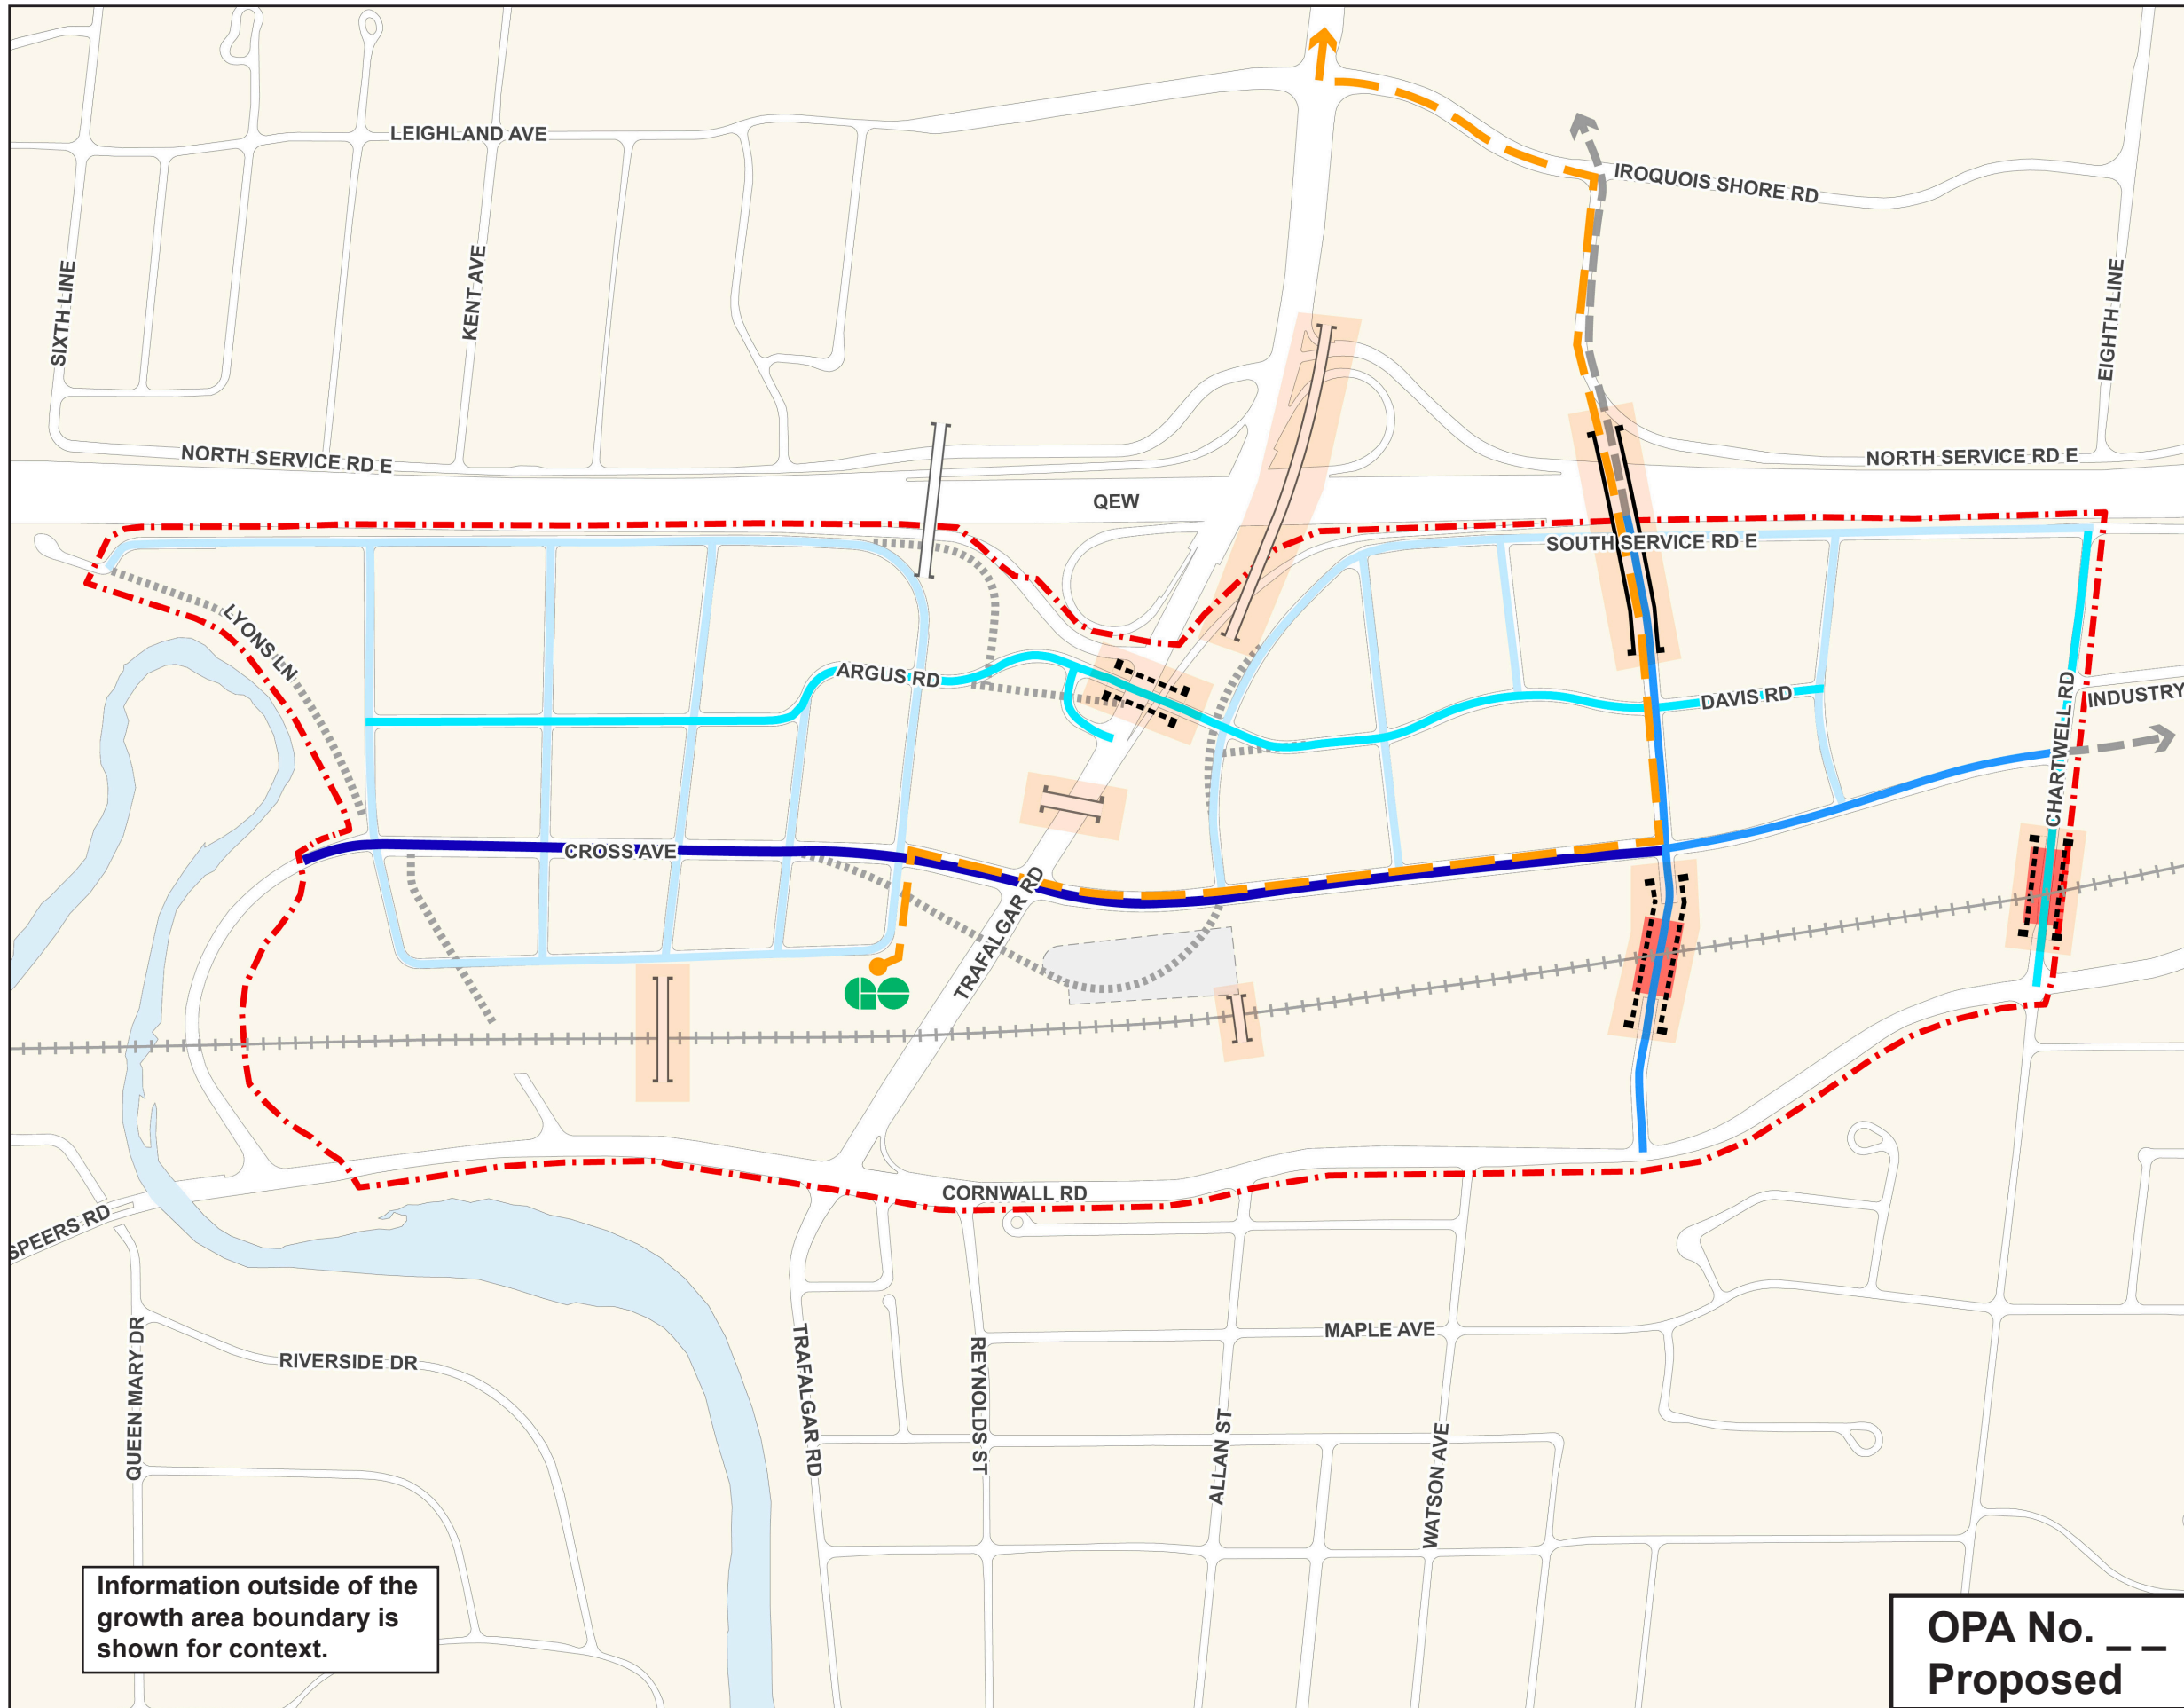 LEIGHLAND AVE
IROQUOIS SHORE RD
SIXTH LINE
KENT AVE
EIGHTH LINE
NORTH SERVICE RD E
NORTH SERVICE RD E
QEW
SOUTH SERVICE RD E
LYONS LN
ARGUS RD
DAVIS RD
CHARTWELL RD
INDUSTRY
CROSS AVE
TRAFALGAR RD
GO
CORNWALL RD
SPEERS RD
QUEEN MARY DR
RIVERSIDE DR
TRAFALGAR RD
REYNOLDS ST
MAPLE AVE
ALLAN ST
WATSON AVE
Information outside of the
growth area boundary is
shown for context.
OPA No. _ _
Proposed